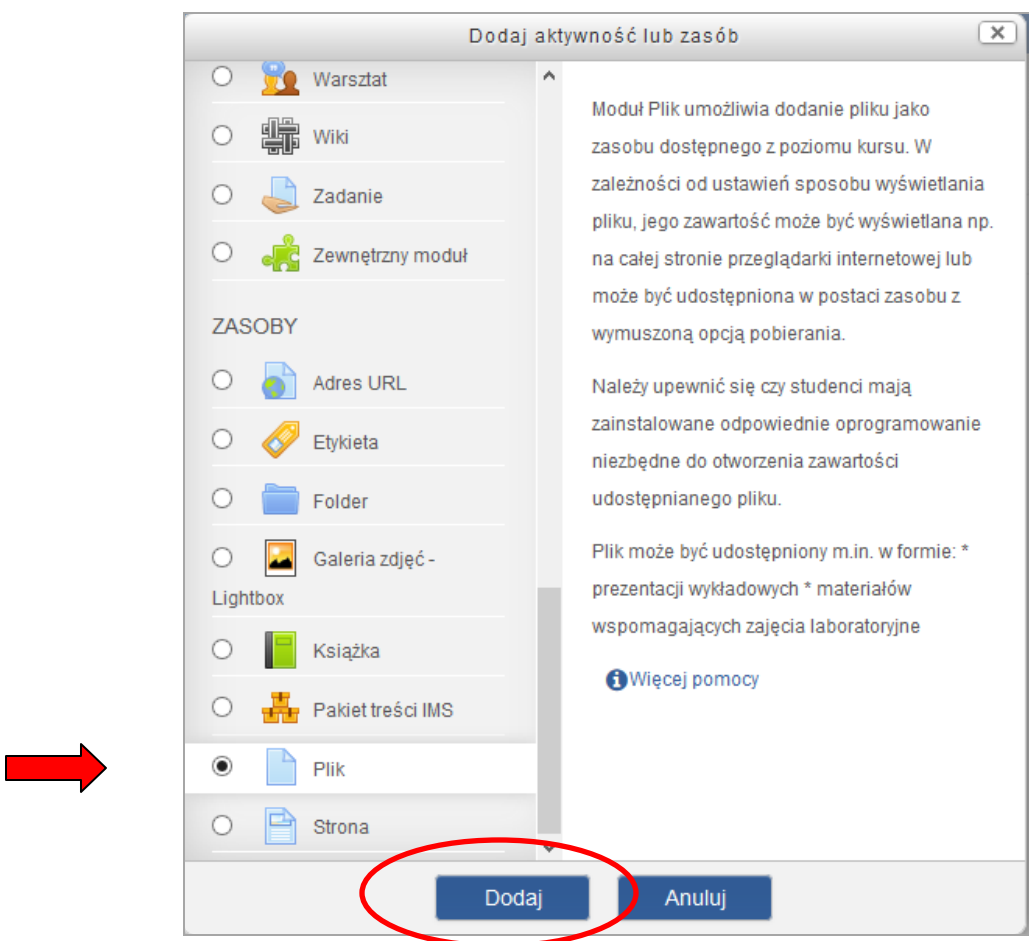 Dodaj aktywność lub zasób
Warsztat
Wiki
Zadanie
Zewnętrzny moduł
ZASOBY
Adres URL
Etykieta
Folder
Galeria zdjęć -
Lightbox
Książka
Pakiet treści IMS
Plik
Strona
Moduł Plik umożliwia dodanie pliku jako
zasobu dostępnego z poziomu kursu. W
zależności od ustawień sposobu wyświetlania
pliku, jego zawartość może być wyświetlana np.
na całej stronie przeglądarki internetowej lub
może być udostępniona w postaci zasobu z
wymuszoną opcją pobierania.
Należy upewnić się czy studenci mają
zainstalowane odpowiednie oprogramowanie
niezbędne do otworzenia zawartości
udostępnianego pliku.
Plik może być udostępniony m.in. w formie: *
prezentacji wykładowych * materiałów
wspomagających zajęcia laboratoryjne
Więcej pomocy
Dodaj
Anuluj